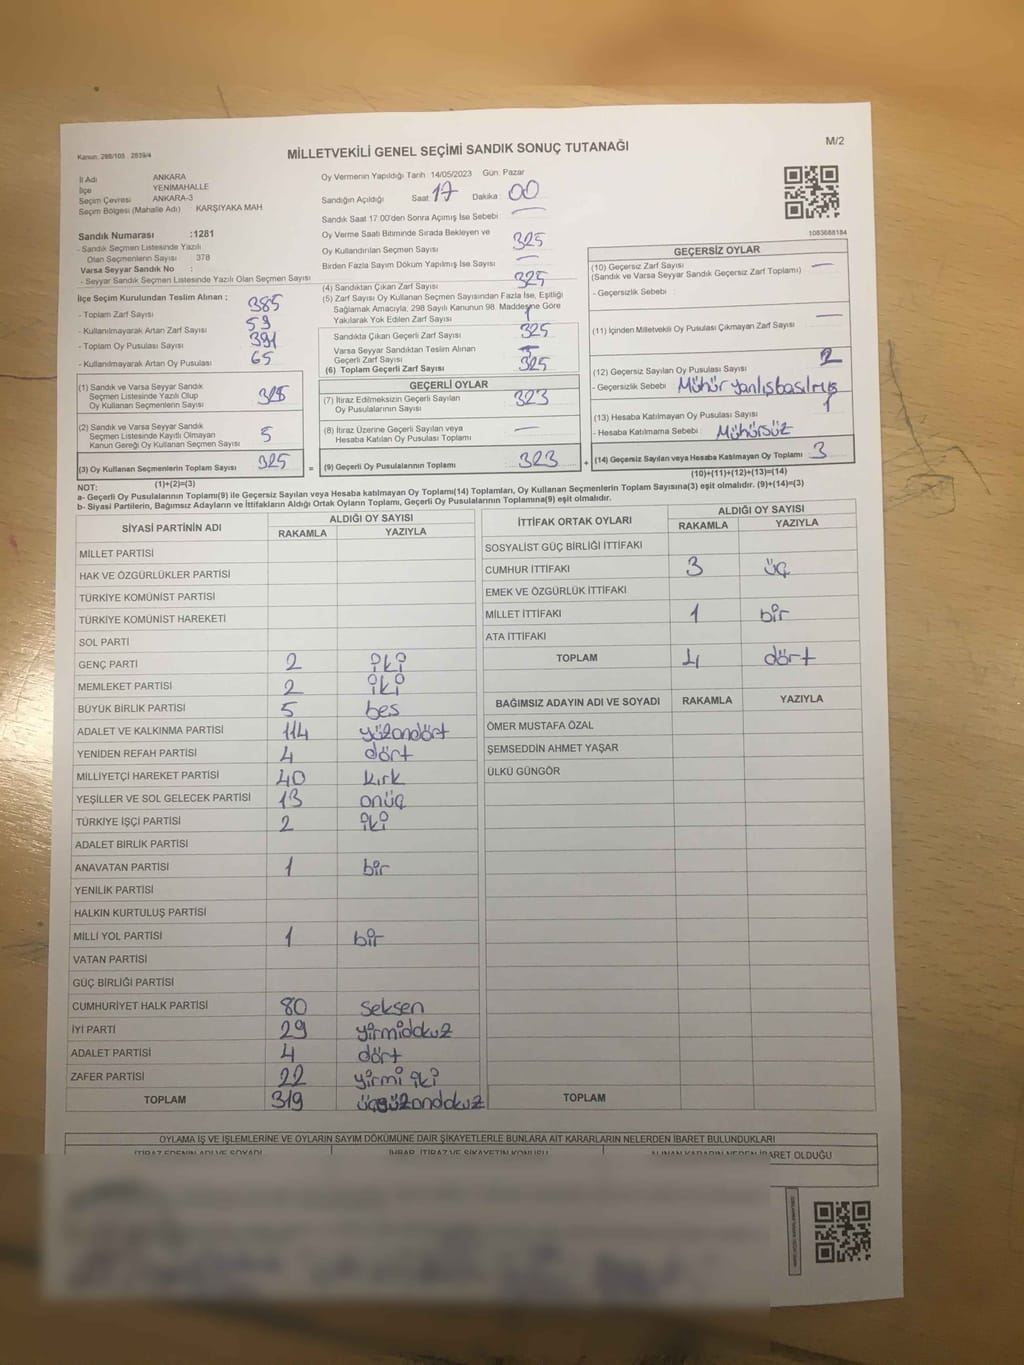 Kanun: 298/105 2839/4
MİLLETVEKİLİ GENEL SEÇİMİ SANDIK SONUÇ TUTANAĞI
M/2
İl Adı ANKARA
İlçe YENİMAHALLE
Seçim Çevresi ANKARA-3
Seçim Bölgesi (Mahalle Adı) KARŞIYAKA MAH
Sandık Numarası :1281
- Sandık Seçmen Listesinde Yazılı
Olan Seçmenlerin Sayısı 378
Varsa Seyyar Sandık No :
- Seyyar Sandık Seçmen Listesinde Yazılı Olan Seçmen Sayısı
İlçe Seçim Kurulundan Teslim Alınan ;
- Toplam Zarf Sayısı 385
- Kullanılmayarak Artan Zarf Sayısı 59
- Toplam Oy Pusulası Sayısı 391
- Kullanılmayarak Artan Oy Pusulası 65
(1) Sandık ve Varsa Seyyar Sandık
Seçmen Listesinde Yazılı Olup
Oy Kullanan Seçmenlerin Sayısı
(2) Sandık ve Varsa Seyyar Sandık
Seçmen Listesinde Kayıtlı Olmayan
Kanun Gereği Oy Kullanan Seçmen Sayısı 5
(3) Oy Kullanan Seçmenlerin Toplam Sayısı 325 =
(1)+(2)=(3)
Oy Vermenin Yapıldığı Tarih :14/05/2023 Gün: Pazar
Sandığın Açıldığı Saat: 17 Dakika : 00
Sandık Saat 17.00'den Sonra Açımış İse Sebebi : —
Oy Verme Saati Bitiminde Sırada Bekleyen ve
Oy Kullandırılan Seçmen Sayısı 325
Birden Fazla Sayım Döküm Yapılmış İse Sayısı —
(4) Sandıktan Çıkan Zarf Sayısı 325
(5) Zarf Sayısı Oy Kullanan Seçmen Sayısından Fazla İse, Eşitliği
Sağlamak Amacıyla, 298 Sayılı Kanunun 98. Maddesine Göre
Yakılarak Yok Edilen Zarf Sayısı
Sandıkta Çıkan Geçerli Zarf Sayısı 325
Varsa Seyyar Sandıktan Teslim Alınan
Geçerli Zarf Sayısı
(6) Toplam Geçerli Zarf Sayısı 325
GEÇERLİ OYLAR
(7) İtiraz Edilmeksizin Geçerli Sayılan
Oy Pusulalarının Sayısı 323
(8) İtiraz Üzerine Geçerli Sayılan veya
Hesaba Katılan Oy Pusulası Toplamı —
(9) Geçerli Oy Pusulalarının Toplamı 323 +
1083688184
GEÇERSİZ OYLAR
(10) Geçersiz Zarf Sayısı —
(Sandık ve Varsa Seyyar Sandık Geçersiz Zarf Toplamı)
- Geçersizlik Sebebi :
(11) İçinden Milletvekili Oy Pusulası Çıkmayan Zarf Sayısı —
(12) Geçersiz Sayılan Oy Pusulası Sayısı 2
- Geçersizlik Sebebi : Mühür yanlış basılmış
(13) Hesaba Katılmayan Oy Pusulası Sayısı 1
- Hesaba Katılmama Sebebi : Mühürsüz
(14) Geçersiz Sayılan veya Hesaba Katılmayan Oy Toplamı 3
(10)+(11)+(12)+(13)=(14)
NOT:
a- Geçerli Oy Pusulalarının Toplamı(9) ile Geçersiz Sayılan veya Hesaba katılmayan Oy Toplamı(14) Toplamları, Oy Kullanan Seçmenlerin Toplam Sayısına(3) eşit olmalıdır. (9)+(14)=(3)
b- Siyasi Partilerin, Bağımsız Adayların ve İttifakların Aldığı Ortak Oyların Toplamı, Geçerli Oy Pusulalarının Toplamına(9) eşit olmalıdır.
SİYASİ PARTİNİN ADI
ALDIĞI OY SAYISI
RAKAMLA YAZIYLA
MİLLET PARTİSİ
HAK VE ÖZGÜRLÜKLER PARTİSİ
TÜRKİYE KOMÜNİST PARTİSİ
TÜRKİYE KOMÜNİST HAREKETİ
SOL PARTİ
GENÇ PARTİ 2 iki
MEMLEKET PARTİSİ 2 iki
BÜYÜK BİRLİK PARTİSİ 5 bes
ADALET VE KALKINMA PARTİSİ 114 yüzondört
YENİDEN REFAH PARTİSİ 4 dört
MİLLİYETÇİ HAREKET PARTİSİ 40 kırk
YEŞİLLER VE SOL GELECEK PARTİSİ 13 onüç
TÜRKİYE İŞÇİ PARTİSİ 2 iki
ADALET BİRLİK PARTİSİ
ANAVATAN PARTİSİ 1 bir
YENİLİK PARTİSİ
HALKIN KURTULUŞ PARTİSİ
MİLLİ YOL PARTİSİ 1 bir
VATAN PARTİSİ
GÜÇ BİRLİĞİ PARTİSİ
CUMHURİYET HALK PARTİSİ 80 seksen
İYİ PARTİ 29 yirmidokuz
ADALET PARTİSİ 4 dört
ZAFER PARTİSİ 22 yirmi iki
TOPLAM 319 üçyüzondokuz
İTTİFAK ORTAK OYLARI
ALDIĞI OY SAYISI
RAKAMLA YAZIYLA
SOSYALİST GÜÇ BİRLİĞİ İTTİFAKI
CUMHUR İTTİFAKI 3 üç
EMEK VE ÖZGÜRLÜK İTTİFAKI
MİLLET İTTİFAKI 1 bir
ATA İTTİFAKI
TOPLAM 4 dört
BAĞIMSIZ ADAYIN ADI VE SOYADI RAKAMLA YAZIYLA
ÖMER MUSTAFA ÖZAL
ŞEMSEDDİN AHMET YAŞAR
ÜLKÜ GÜNGÖR
TOPLAM
OYLAMA İŞ VE İŞLEMLERİNE VE OYLARIN SAYIM DÖKÜMÜNE DAİR ŞİKAYETLERLE BUNLARA AİT KARARLARIN NELERDEN İBARET BULUNDUKLARI
İTİRAZ EDENİN ADI VE SOYADI İHBAR, İTİRAZ VE ŞİKAYETİN KONUSU ALINAN KARARIN NEDEN İBARET OLDUĞU